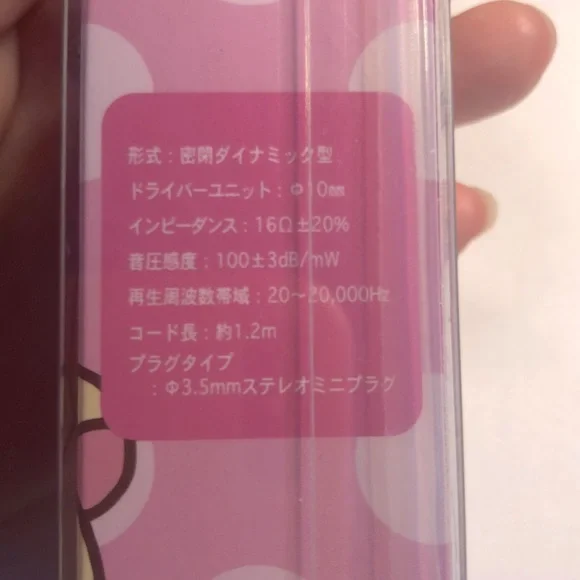 形式：密閉ダイナミック型
ドライバーユニット：Φ10㎜
インピーダンス：16Ω±20%
音圧感度：100±3dB/mW
再生周波数帯域：20〜20,000Hz
コード長：約1.2m
プラグタイプ
：Φ3.5mmステレオミニプラグ